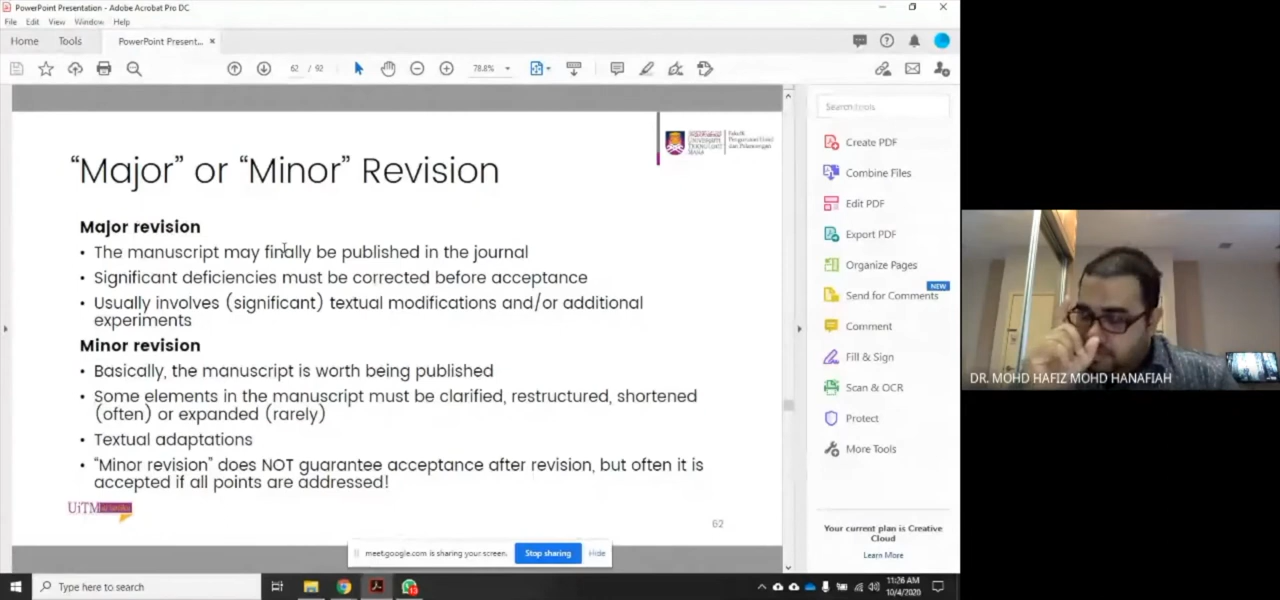 PowerPoint Presentation - Adobe Acrobat Pro DC
File Edit View Window Help
Home Tools PowerPoint Present... ×
62 / 92 78.8%
Search tools
Create PDF
Combine Files
Edit PDF
Export PDF
Organize Pages
NEW
Send for Comments
Comment
Fill & Sign
Scan & OCR
Protect
More Tools
Your current plan is Creative
Cloud
Learn More
"Major" or "Minor" Revision
Major revision
• The manuscript may finally be published in the journal
• Significant deficiencies must be corrected before acceptance
• Usually involves (significant) textual modifications and/or additional
experiments
Minor revision
• Basically, the manuscript is worth being published
• Some elements in the manuscript must be clarified, restructured, shortened
(often) or expanded (rarely)
• Textual adaptations
• "Minor revision" does NOT guarantee acceptance after revision, but often it is
accepted if all points are addressed!
UiTM
62
meet.google.com is sharing your screen. Stop sharing Hide
Type here to search
11:26 AM
10/4/2020
DR. MOHD HAFIZ MOHD HANAFIAH